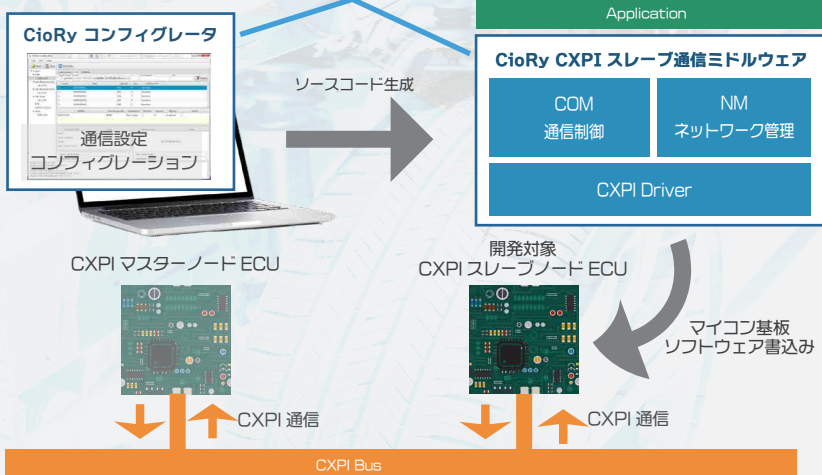 Application
CioRy コンフィグレータ
通信設定
コンフィグレーション
ソースコード生成
CioRy CXPI スレーブ通信ミドルウェア
COM
通信制御
NM
ネットワーク管理
CXPI Driver
CXPI マスターノード ECU
開発対象
CXPI スレーブノード ECU
マイコン基板
ソフトウェア書込み
CXPI 通信
CXPI 通信
CXPI Bus